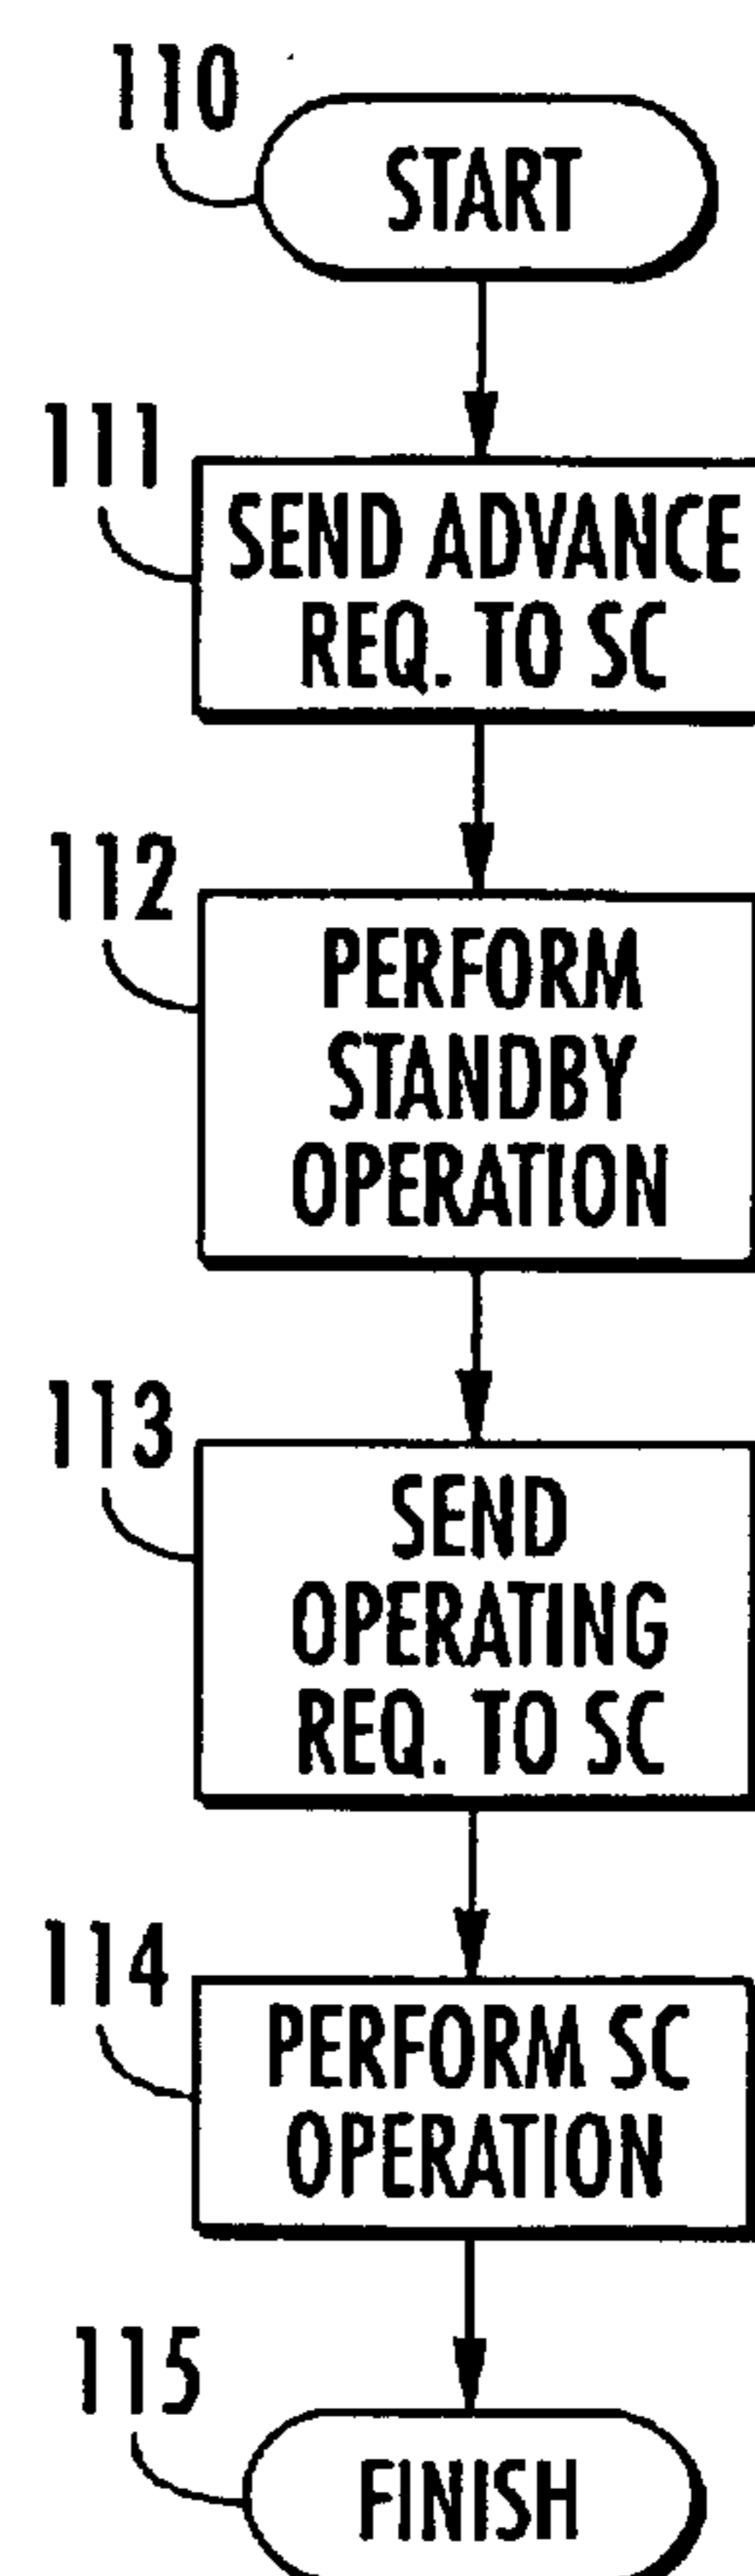 110
START
111
SEND ADVANCE
REQ. TO SC
112
PERFORM
STANDBY
OPERATION
113
SEND
OPERATING
REQ. TO SC
114
PERFORM SC
OPERATION
115
FINISH